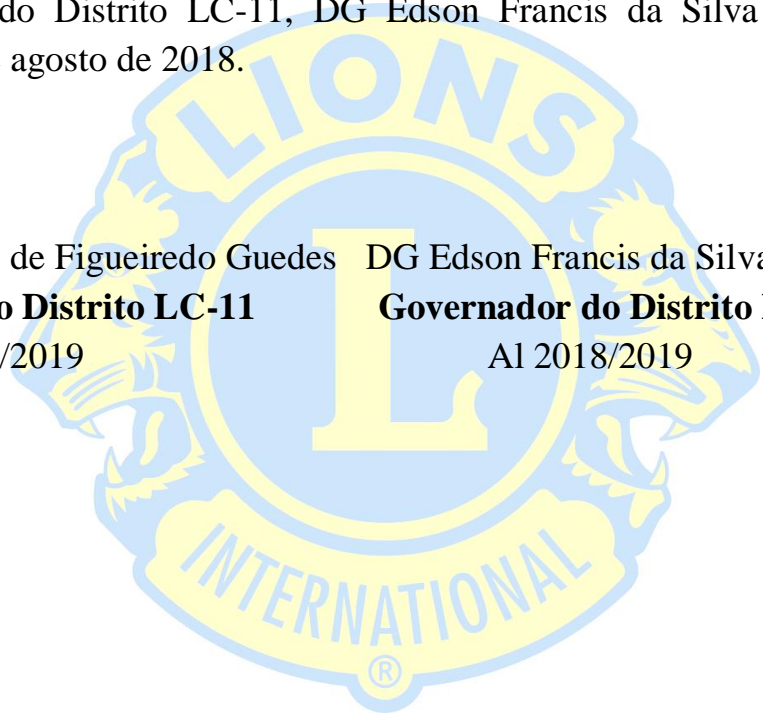 do Distrito LC-11, DG Edson Francis da Silva
agosto de 2018.
LIONS
de Figueiredo Guedes DG Edson Francis da Silva
Distrito LC-11 Governador do Distrito
/2019 Al 2018/2019
L
INTERNATIONAL
®